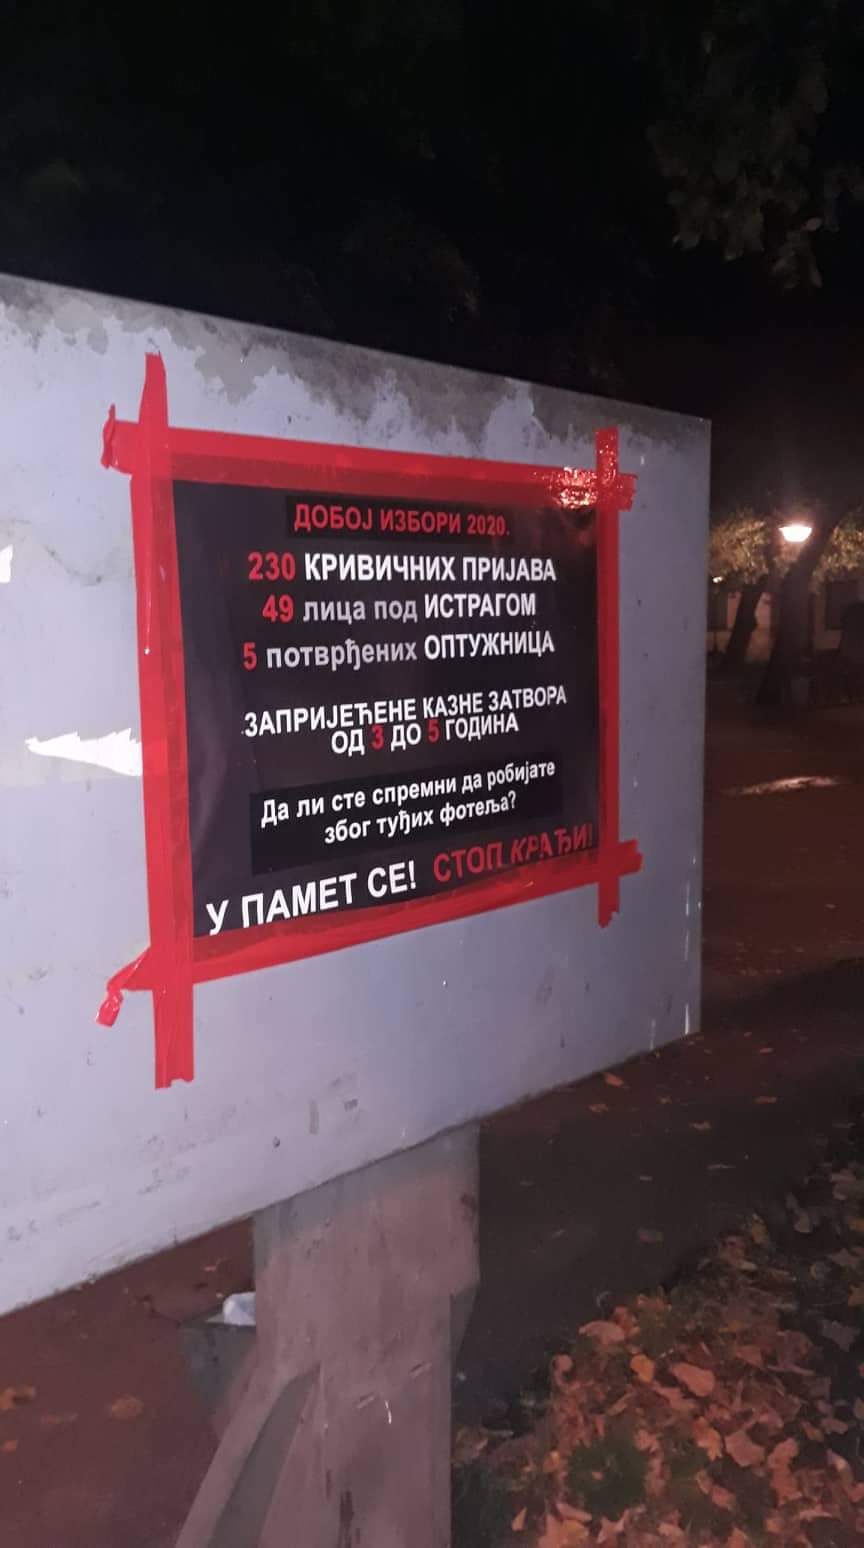 ДОБОЈ ИЗБОРИ 2020.
230 КРИВИЧНИХ ПРИЈАВА
49 лица под ИСТРАГОМ
5 потврђених ОПТУЖНИЦА
ЗАПРИЈЕЋЕНЕ КАЗНЕ ЗАТВОРА
ОД 3 ДО 5 ГОДИНА
Да ли сте спремни да робијате
због туђих фотеља?
У ПАМЕТ СЕ! СТОП КРАЂИ!